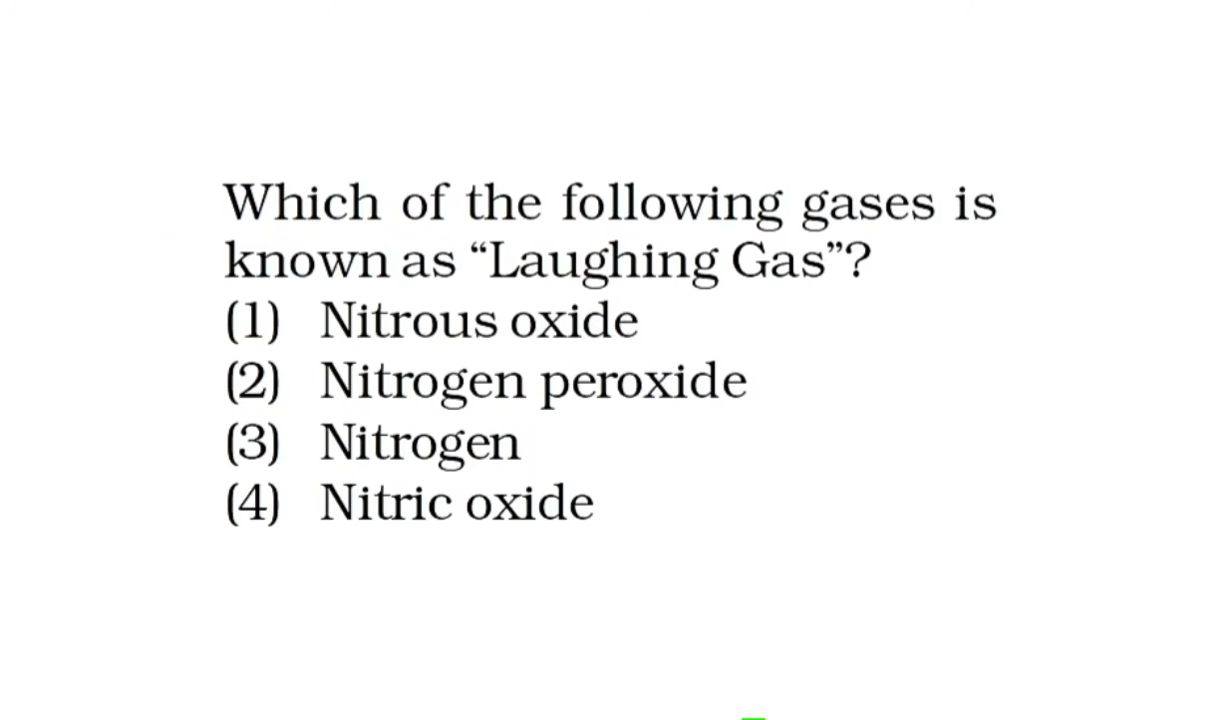 Which of the following gases is
known as “Laughing Gas”?
(1) Nitrous oxide
(2) Nitrogen peroxide
(3) Nitrogen
(4) Nitric oxide